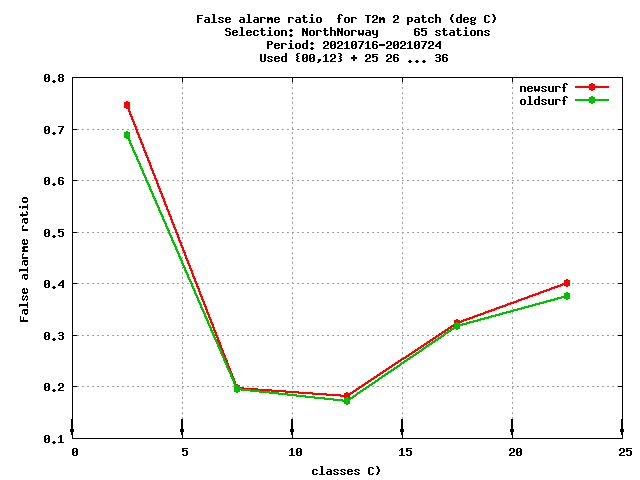 False alarme ratio  for T2m 2 patch (deg C)
Selection: NorthNorway     65 stations
Period: 20210716-20210724
Used {00,12} + 25 26 ... 36
newsurf
oldsurf
0.8
0.7
0.6
0.5
0.4
0.3
0.2
0.1
False alarme ratio
0 5 10 15 20 25
classes C)